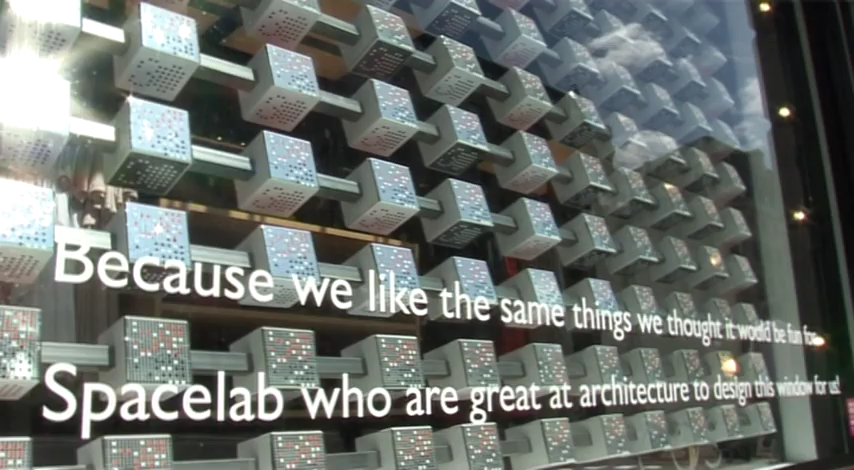 Because we like the same things we thought it would be fun for
Spacelab who are great at architecture to design this window for us!